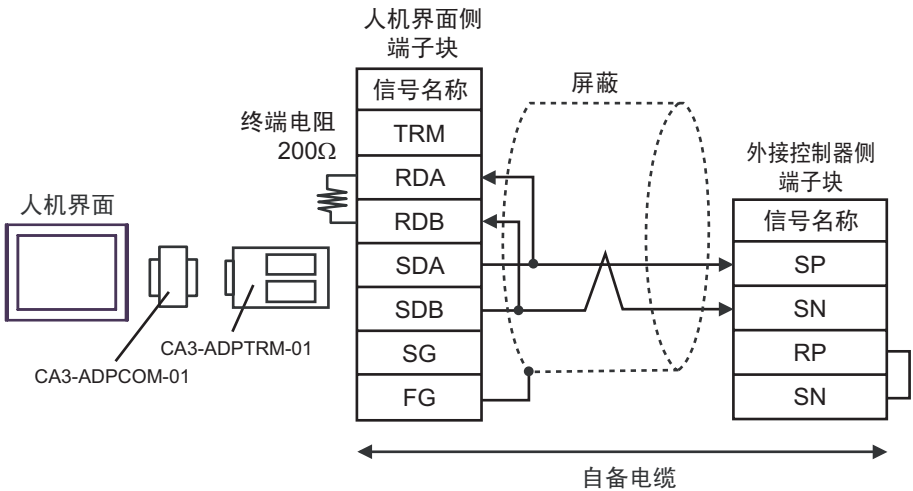 人机界面侧
端子块
信号名称
TRM
RDA
RDB
SDA
SDB
SG
FG
终端电阻
200Ω
屏蔽
人机界面
CA3-ADPCOM-01
CA3-ADPTRM-01
外接控制器侧
端子块
信号名称
SP
SN
RP
SN
自备电缆